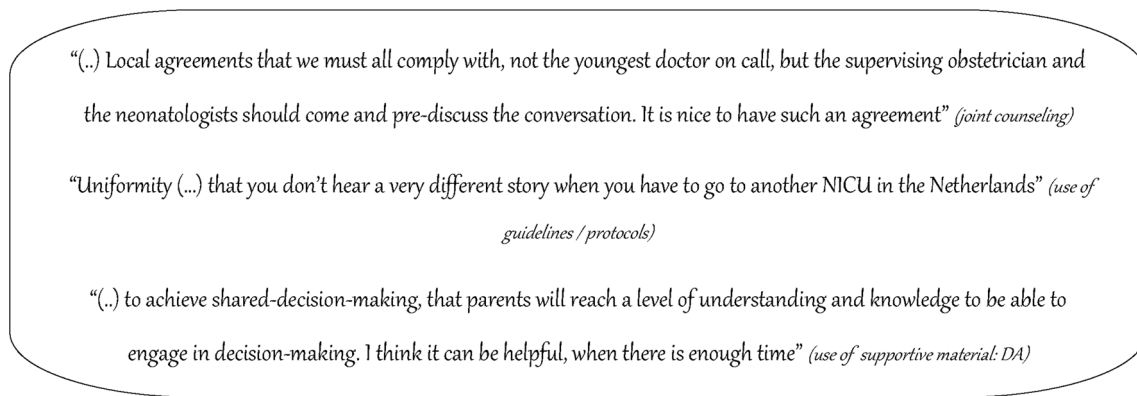 “(..) Local agreements that we must all comply with, not the youngest doctor on call, but the supervising obstetrician and
the neonatologists should come and pre-discuss the conversation. It is nice to have such an agreement” (joint counseling)
“Uniformity (...) that you don’t hear a very different story when you have to go to another NICU in the Netherlands” (use of
guidelines / protocols)
“(..) to achieve shared-decision-making, that parents will reach a level of understanding and knowledge to be able to
engage in decision-making. I think it can be helpful, when there is enough time” (use of supportive material: DA)